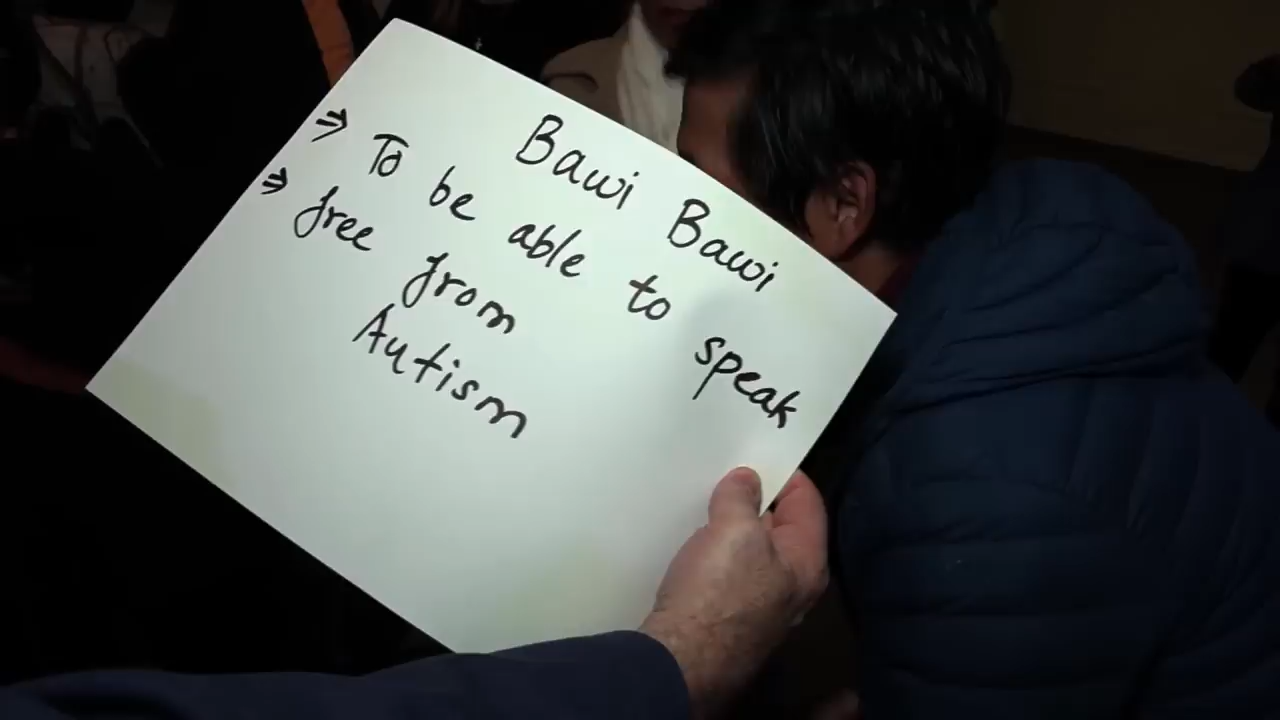 Bawi Bawi
⇒ To be able to speak
⇒ free from
Autism